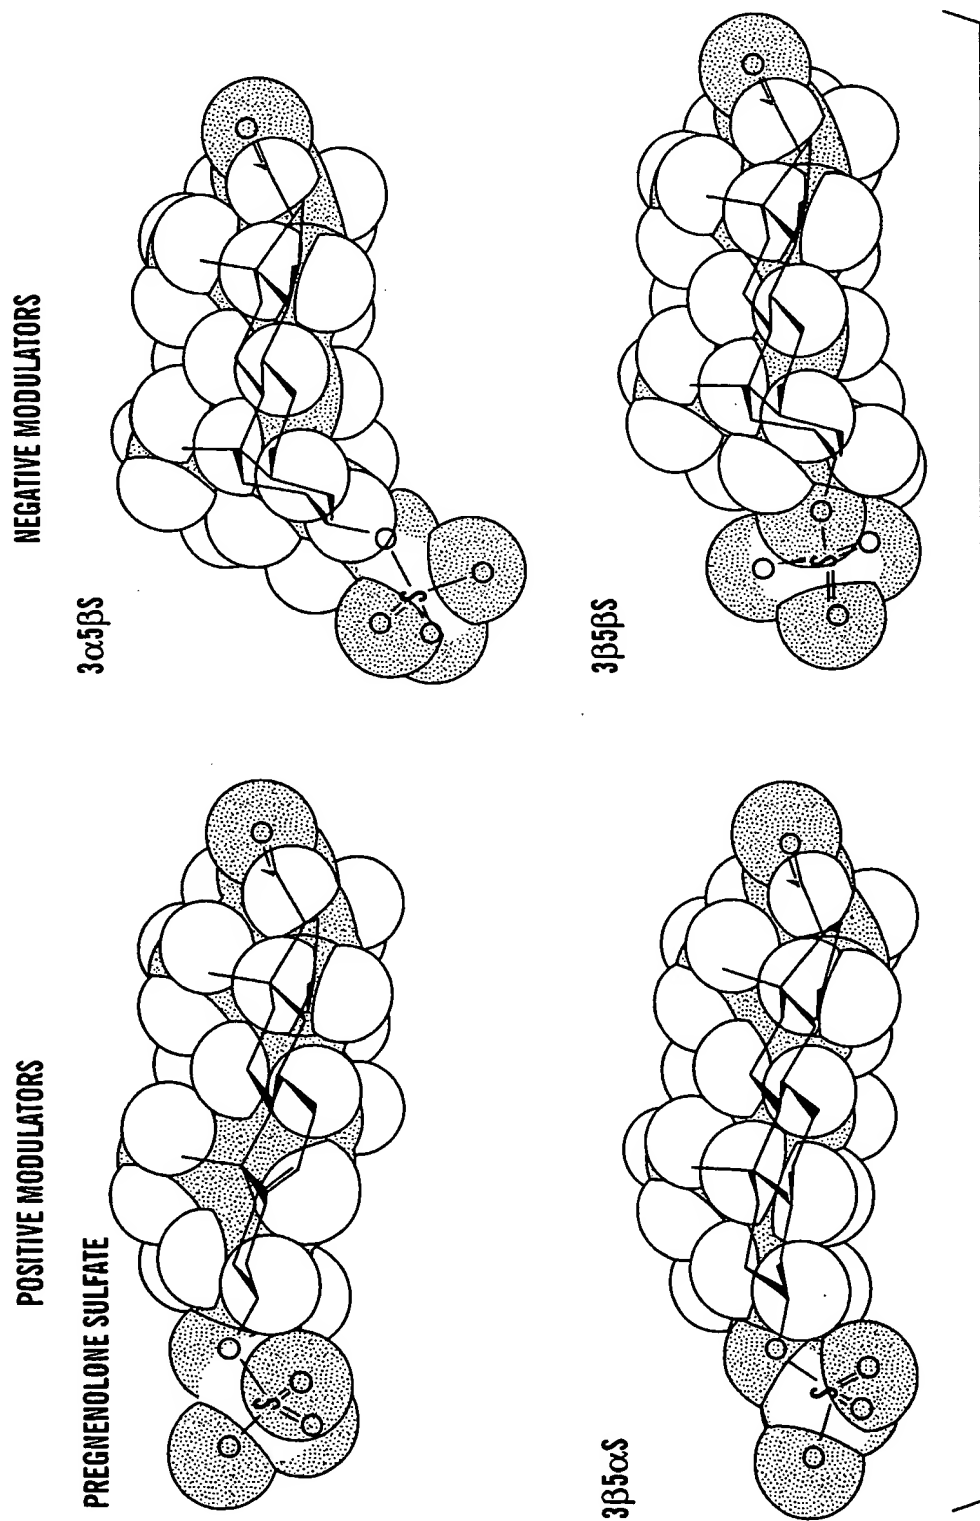 POSITIVE MODULATORS
NEGATIVE MODULATORS
PREGNENOLONE SULFATE
3α5βS
3β5αS
3β5βS
O
O
S
O
O
O
O
O
S
O
O
O
O
O
S
O
O
O
O
O
S
O
O
O